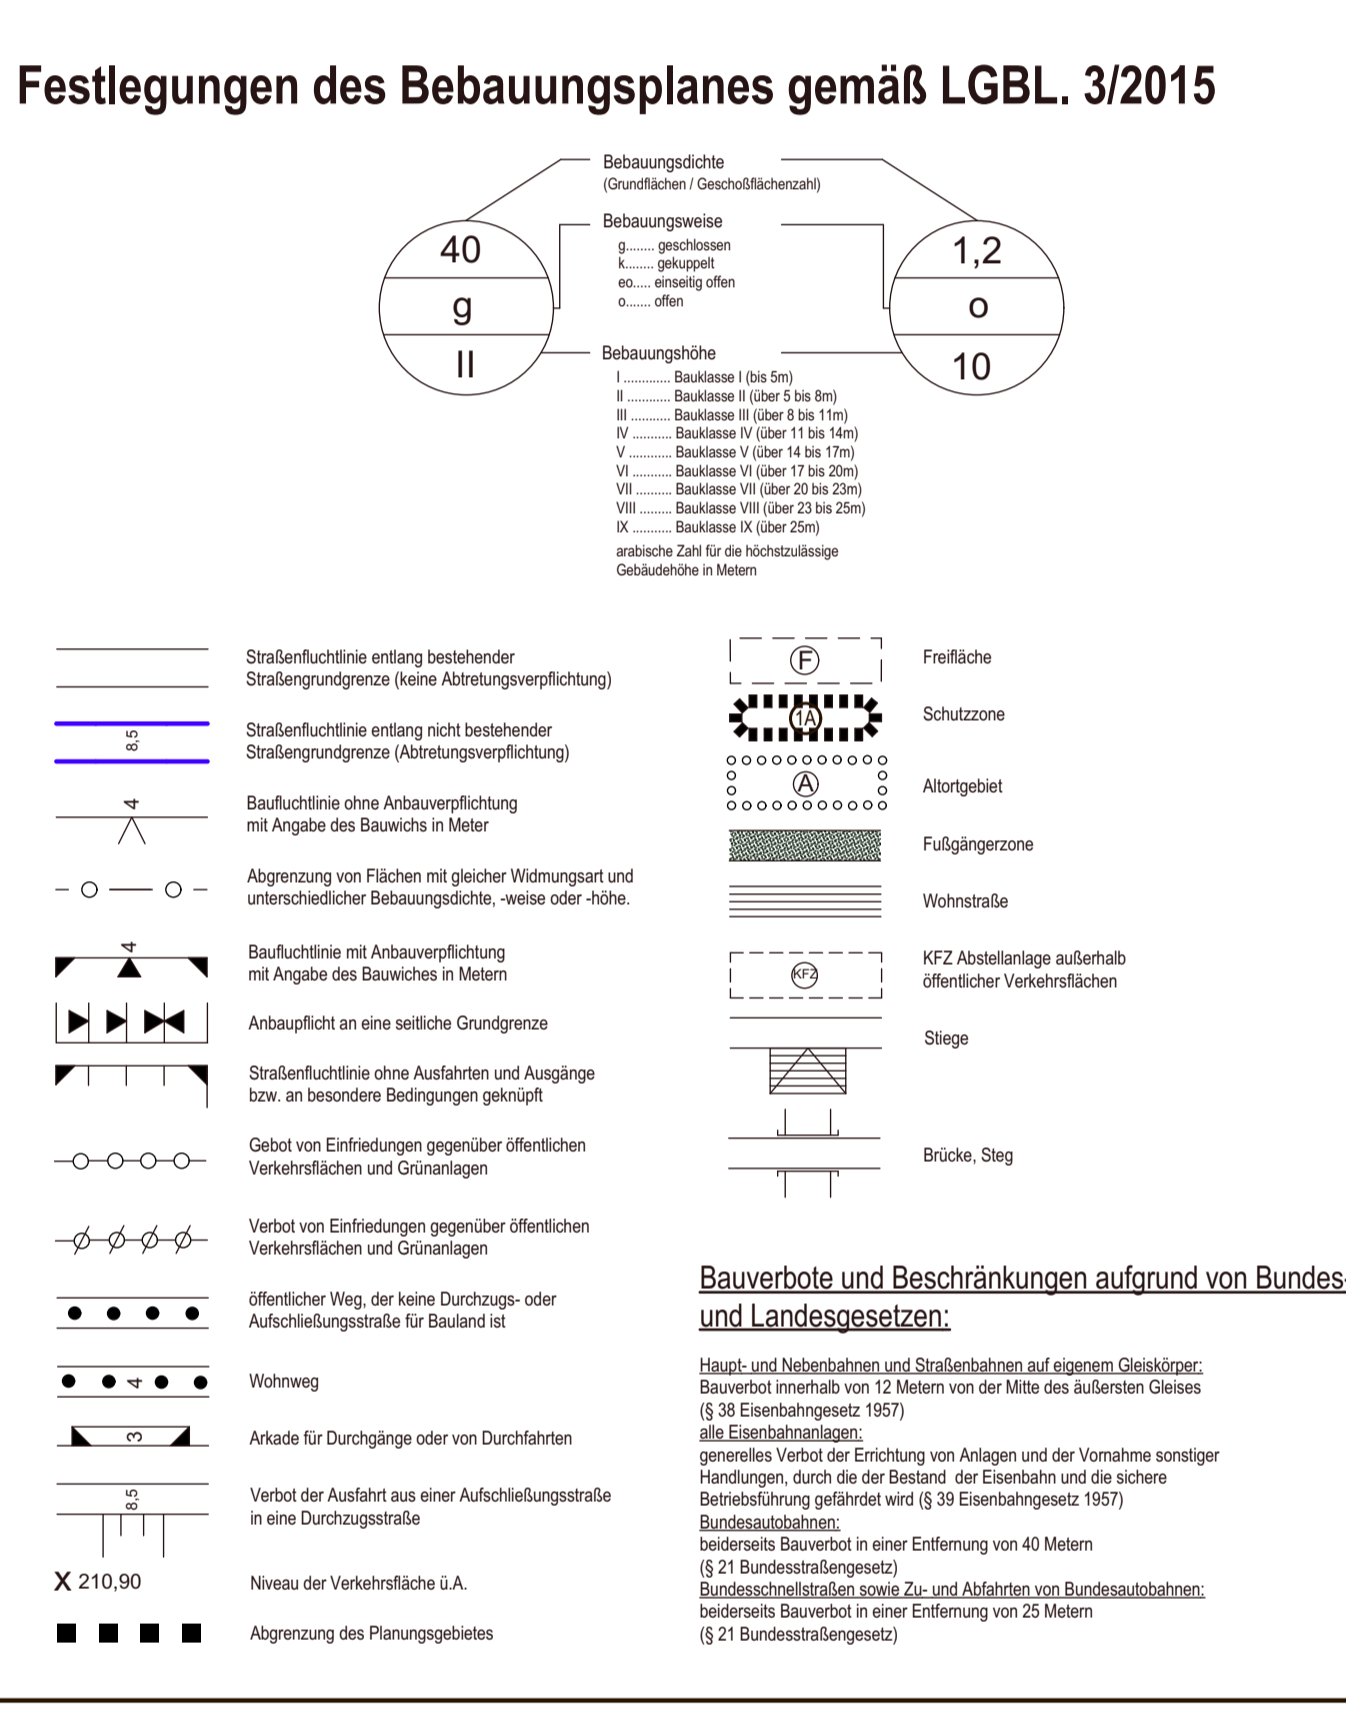 Festlegungen des Bebauungsplanes gemäß LGBL. 3/2015
Bebauungsdichte
(Grundflächen / Geschoßflächenzahl)
40
g
II
Bebauungsweise
g........ geschlossen
k........ gekuppelt
eo..... einseitig offen
o....... offen
1,2
o
10
Bebauungshöhe
I ............. Bauklasse I (bis 5m)
II ............ Bauklasse II (über 5 bis 8m)
III ........... Bauklasse III (über 8 bis 11m)
IV ........... Bauklasse IV (über 11 bis 14m)
V ............ Bauklasse V (über 14 bis 17m)
VI ........... Bauklasse VI (über 17 bis 20m)
VII .......... Bauklasse VII (über 20 bis 23m)
VIII ......... Bauklasse VIII (über 23 bis 25m)
IX ........... Bauklasse IX (über 25m)
arabische Zahl für die höchstzulässige
Gebäudehöhe in Metern
Straßenfluchtlinie entlang bestehender
Straßengrundgrenze (keine Abtretungsverpflichtung)
8,5
Straßenfluchtlinie entlang nicht bestehender
Straßengrundgrenze (Abtretungsverpflichtung)
4
Baufluchtlinie ohne Anbauverpflichtung
mit Angabe des Bauwichs in Meter
Abgrenzung von Flächen mit gleicher Widmungsart und
unterschiedlicher Bebauungsdichte, -weise oder -höhe.
4
Baufluchtlinie mit Anbauverpflichtung
mit Angabe des Bauwiches in Metern
Anbaupflicht an eine seitliche Grundgrenze
Straßenfluchtlinie ohne Ausfahrten und Ausgänge
bzw. an besondere Bedingungen geknüpft
Gebot von Einfriedungen gegenüber öffentlichen
Verkehrsflächen und Grünanlagen
Verbot von Einfriedungen gegenüber öffentlichen
Verkehrsflächen und Grünanlagen
öffentlicher Weg, der keine Durchzugs- oder
Aufschließungsstraße für Bauland ist
4
Wohnweg
3
Arkade für Durchgänge oder von Durchfahrten
8,5
Verbot der Ausfahrt aus einer Aufschließungsstraße
in eine Durchzugsstraße
X 210,90
Niveau der Verkehrsfläche ü.A.
Abgrenzung des Planungsgebietes
F
Freifläche
1A
Schutzzone
A
Altortgebiet
Fußgängerzone
Wohnstraße
KFZ
KFZ Abstellanlage außerhalb
öffentlicher Verkehrsflächen
Stiege
Brücke, Steg
Bauverbote und Beschränkungen aufgrund von Bundes-
und Landesgesetzen:
Haupt- und Nebenbahnen und Straßenbahnen auf eigenem Gleiskörper:
Bauverbot innerhalb von 12 Metern von der Mitte des äußersten Gleises
(§ 38 Eisenbahngesetz 1957)
alle Eisenbahnanlagen:
generelles Verbot der Errichtung von Anlagen und der Vornahme sonstiger
Handlungen, durch die der Bestand der Eisenbahn und die sichere
Betriebsführung gefährdet wird (§ 39 Eisenbahngesetz 1957)
Bundesautobahnen:
beiderseits Bauverbot in einer Entfernung von 40 Metern
(§ 21 Bundesstraßengesetz)
Bundesschnellstraßen sowie Zu- und Abfahrten von Bundesautobahnen:
beiderseits Bauverbot in einer Entfernung von 25 Metern
(§ 21 Bundesstraßengesetz)